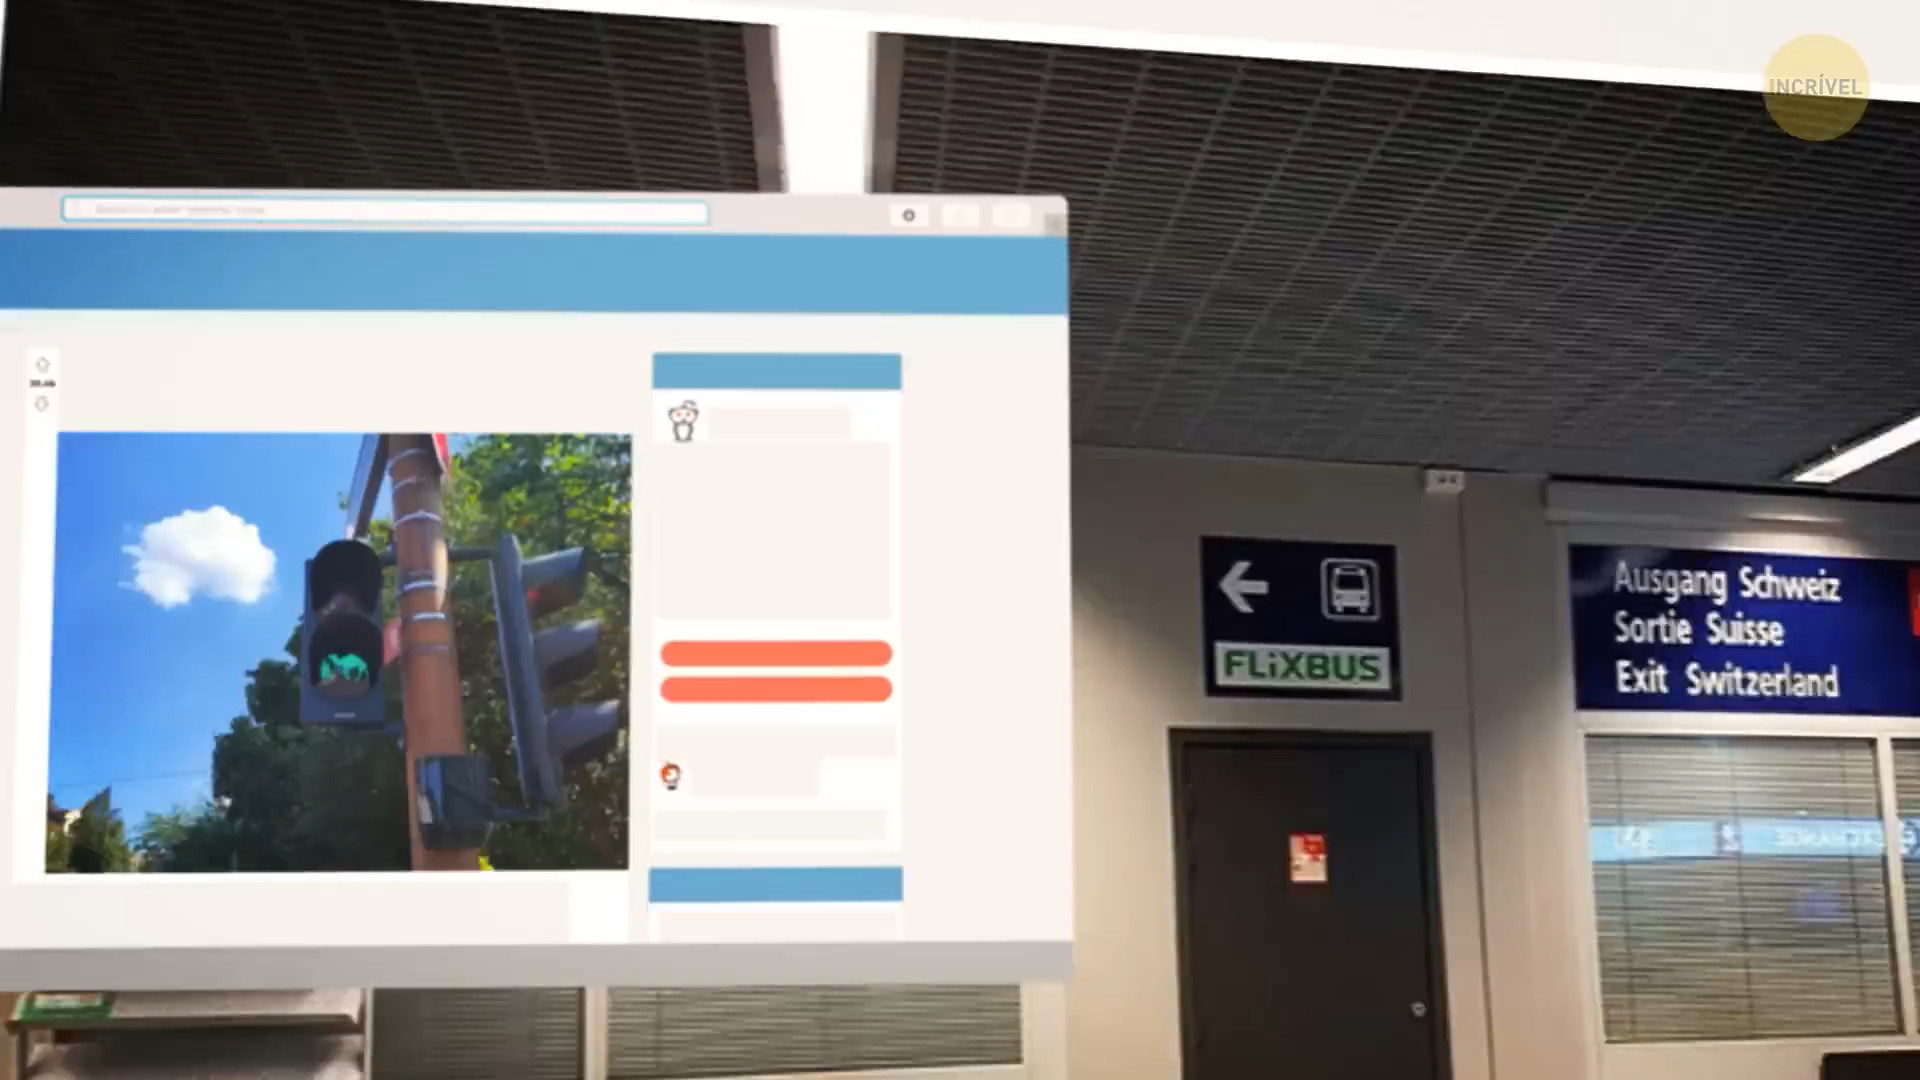 INCRÍVEL
FLiXBUS
Ausgang Schweiz
Sortie Suisse
Exit Switzerland